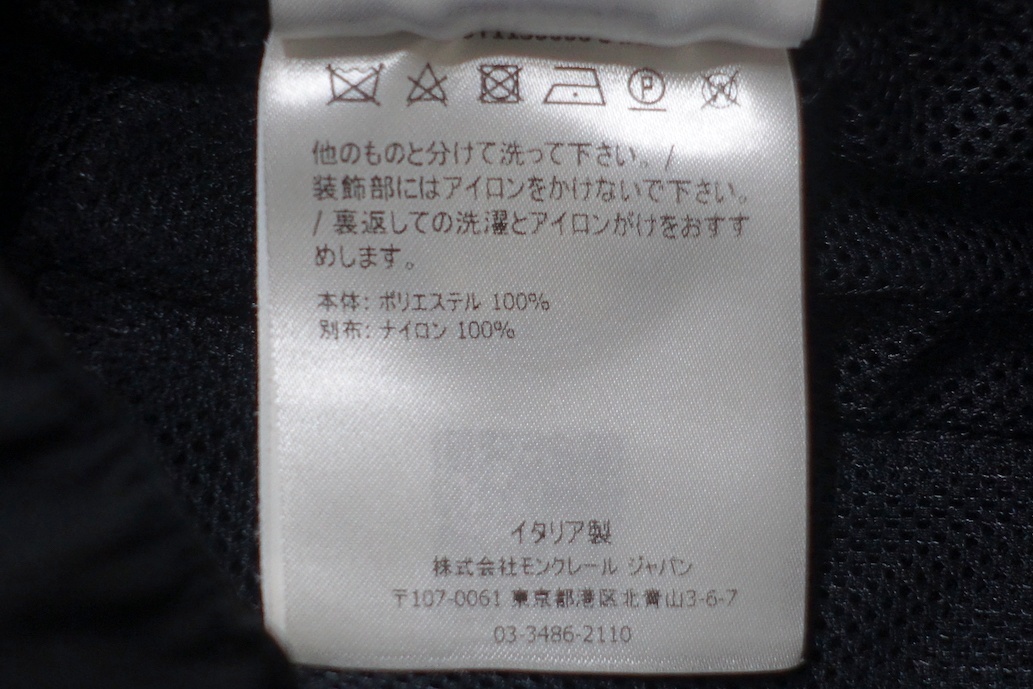 他のものと分けて洗って下さい。/
装飾部にはアイロンをかけないで下さい。
/ 裏返しての洗濯とアイロンがけをおすす
めします。
本体: ポリエステル 100%
別布: ナイロン 100%
イタリア製
株式会社モンクレール ジャパン
〒107-0061 東京都港区北青山3-6-7
03-3486-2110